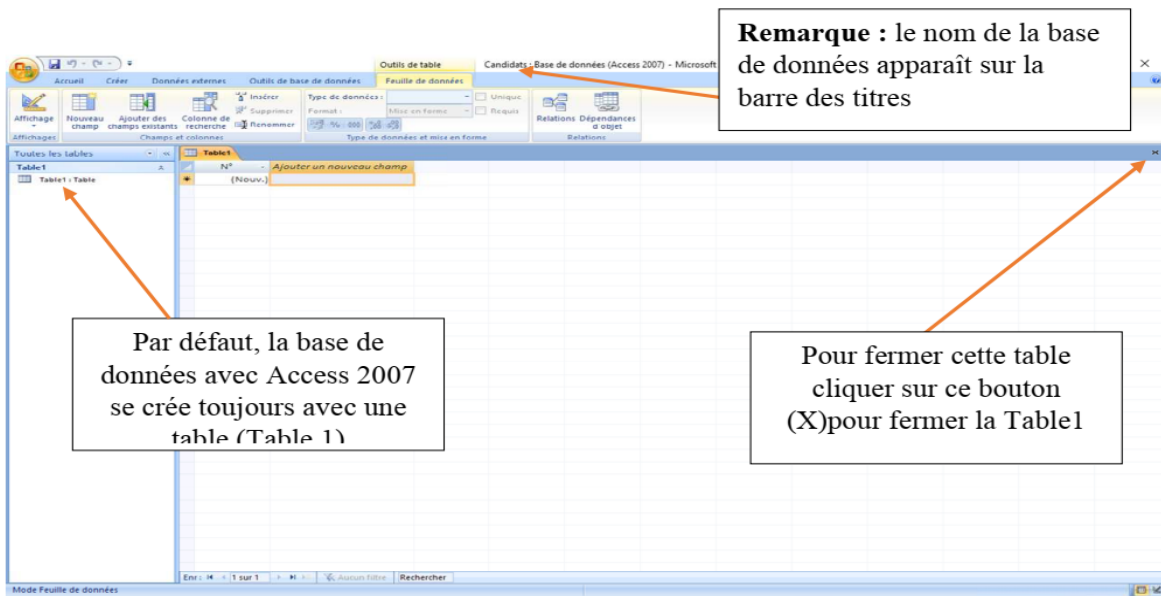 Remarque : le nom de la base
de données apparaît sur la
barre des titres
Outils de table
Candidats : Base de données (Access 2007) - Microsoft
Accueil Créer Données externes Outils de base de données Feuille de données
Affichage
Nouveau champ
Ajouter des champs existants
Colonne de recherche
Insérer
Supprimer
Renommer
Type de données :
Format : Mise en forme
% 000
Unique
Requis
Relations
Dépendances d'objet
Affichages Champs et colonnes Type de données et mise en forme Relations
Toutes les tables
Table1
Table1 : Table
Table1
N° Ajouter un nouveau champ
(Nouv.)
Par défaut, la base de
données avec Access 2007
se crée toujours avec une
table (Table 1)
Pour fermer cette table
cliquer sur ce bouton
(X)pour fermer la Table1
Enr : 1 sur 1 Aucun filtre Rechercher
Mode Feuille de données